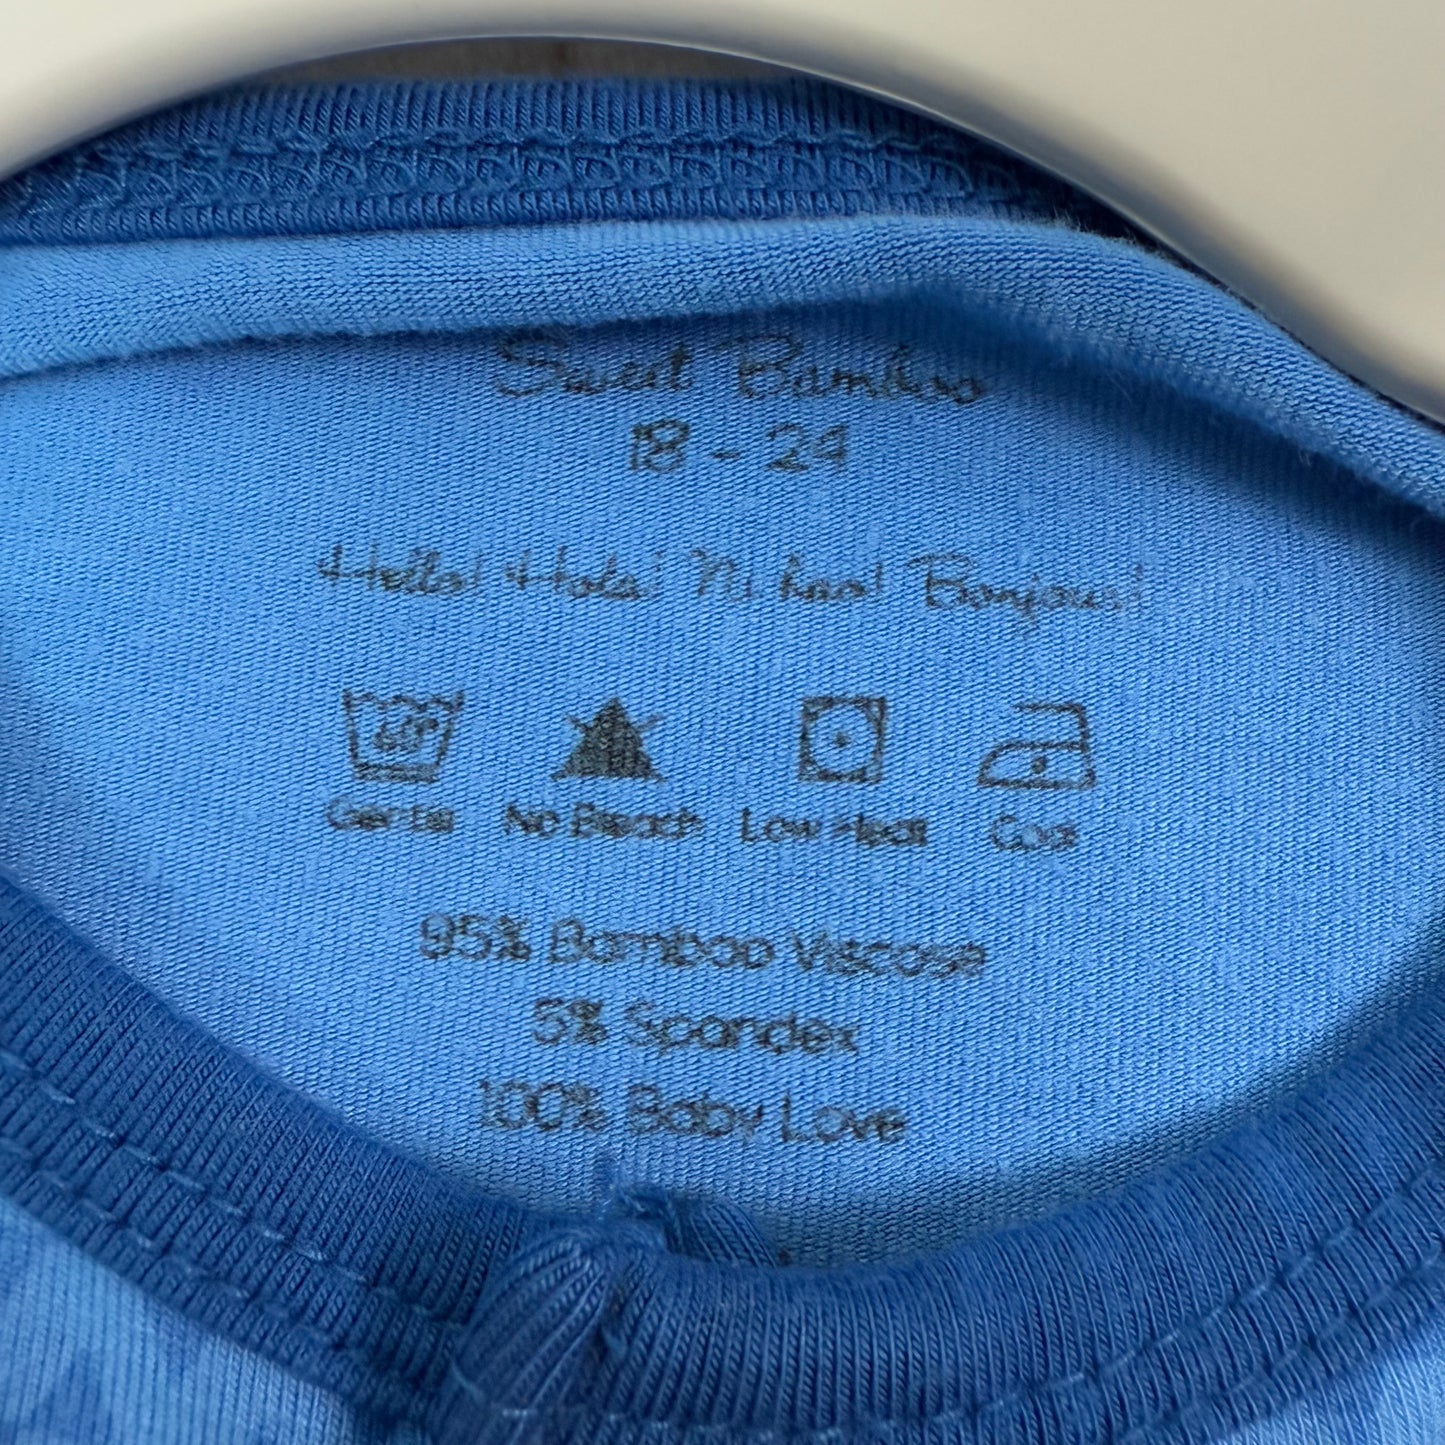 Sweet Bamboo
18 - 24
Hello! Hola! Ni hao! Bonjour!
Gentle No Bleach Low Heat Cool
95% Bamboo Viscose
5% Spandex
100% Baby Love